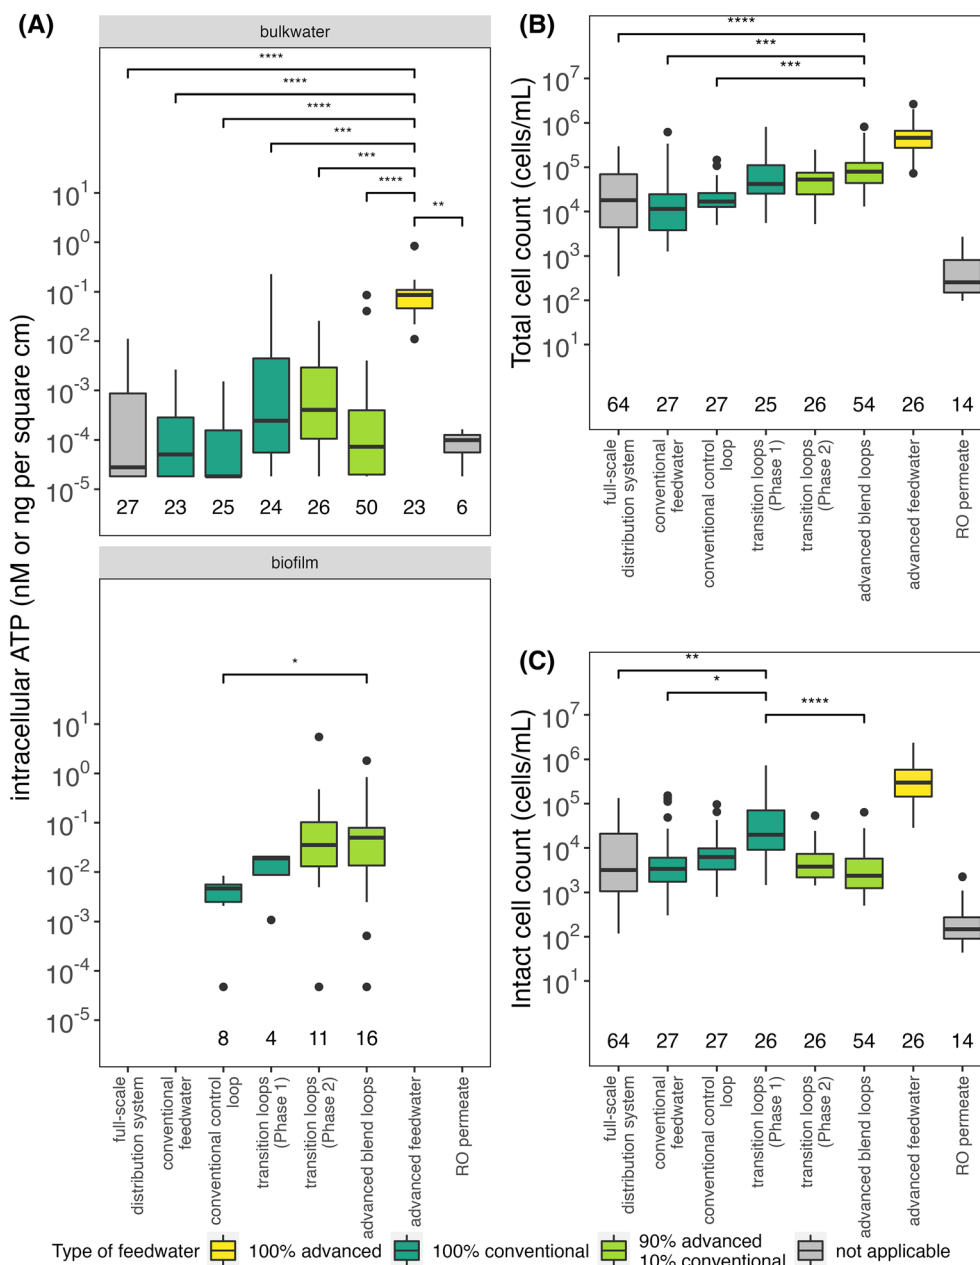 (A)
bulkwater
****
****
****
***
***
****
**
10^1
10^0
10^-1
10^-2
10^-3
10^-4
10^-5
27 23 25 24 26 50 23 6
biofilm
*
10^1
10^0
10^-1
10^-2
10^-3
10^-4
10^-5
8 4 11 16
intracellular ATP (nM or ng per square cm)
full-scale
distribution system
conventional
feedwater
conventional control
loop
transition loops
(Phase 1)
transition loops
(Phase 2)
advanced blend loops
advanced feedwater
RO permeate
(B)
****
***
***
10^7
10^6
10^5
10^4
10^3
10^2
10^1
Total cell count (cells/mL)
64 27 27 25 26 54 26 14
full-scale
distribution system
conventional
feedwater
conventional control
loop
transition loops
(Phase 1)
transition loops
(Phase 2)
advanced blend loops
advanced feedwater
RO permeate
(C)
**
*
****
10^7
10^6
10^5
10^4
10^3
10^2
10^1
Intact cell count (cells/mL)
64 27 27 26 26 54 26 14
full-scale
distribution system
conventional
feedwater
conventional control
loop
transition loops
(Phase 1)
transition loops
(Phase 2)
advanced blend loops
advanced feedwater
RO permeate
Type of feedwater 100% advanced 100% conventional 90% advanced
10% conventional not applicable